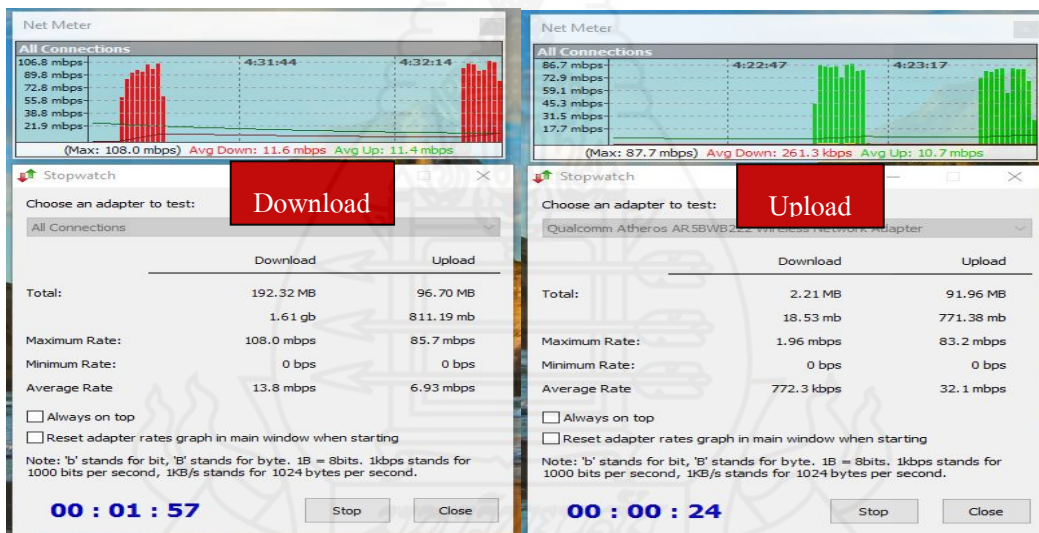 Net Meter
All Connections
106.8 mbps
89.8 mbps
72.8 mbps
55.8 mbps
38.8 mbps
21.9 mbps
4:31:44
4:32:14
(Max: 108.0 mbps) Avg Down: 11.6 mbps Avg Up: 11.4 mbps
Stopwatch
Download
Choose an adapter to test:
All Connections
Download Upload
Total: 192.32 MB 96.70 MB
1.61 gb 811.19 mb
Maximum Rate: 108.0 mbps 85.7 mbps
Minimum Rate: 0 bps 0 bps
Average Rate 13.8 mbps 6.93 mbps
Always on top
Reset adapter rates graph in main window when starting
Note: 'b' stands for bit, 'B' stands for byte. 1B = 8bits. 1kbps stands for
1000 bits per second, 1KB/s stands for 1024 bytes per second.
00 : 01 : 57 Stop Close
Net Meter
All Connections
86.7 mbps
72.9 mbps
59.1 mbps
45.3 mbps
31.5 mbps
17.7 mbps
4:22:47
4:23:17
(Max: 87.7 mbps) Avg Down: 261.3 kbps Avg Up: 10.7 mbps
Stopwatch
Upload
Choose an adapter to test:
Qualcomm Atheros AR5BWB222 Wireless Network Adapter
Download Upload
Total: 2.21 MB 91.96 MB
18.53 mb 771.38 mb
Maximum Rate: 1.96 mbps 83.2 mbps
Minimum Rate: 0 bps 0 bps
Average Rate 772.3 kbps 32.1 mbps
Always on top
Reset adapter rates graph in main window when starting
Note: 'b' stands for bit, 'B' stands for byte. 1B = 8bits. 1kbps stands for
1000 bits per second, 1KB/s stands for 1024 bytes per second.
00 : 00 : 24 Stop Close